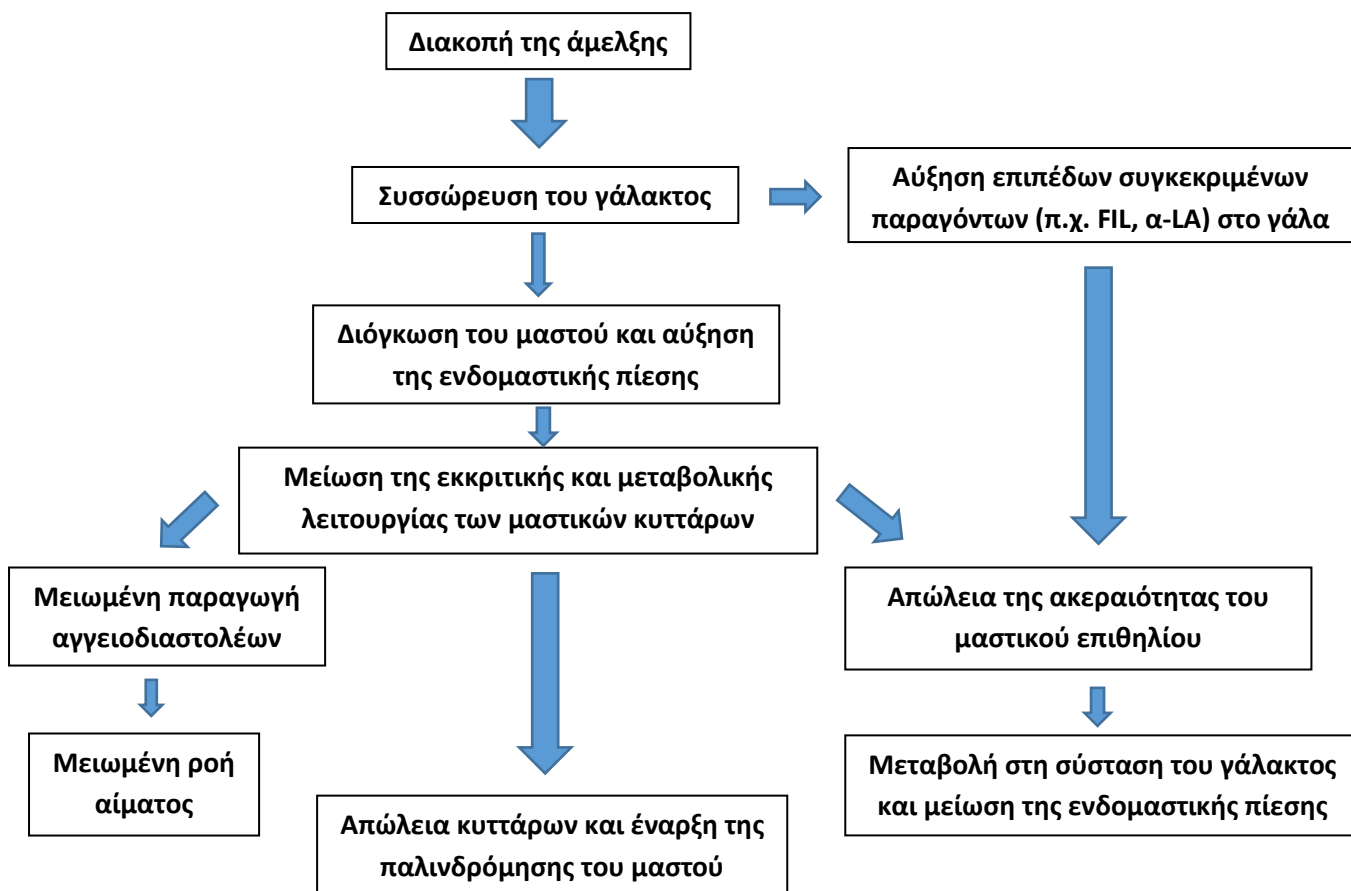 Διακοπή της άμελξης
Συσσώρευση του γάλακτος
Αύξηση επιπέδων συγκεκριμένων
παραγόντων (π.χ. FIL, α-LA) στο γάλα
Διόγκωση του μαστού και αύξηση
της ενδομαστικής πίεσης
Μείωση της εκκριτικής και μεταβολικής
λειτουργίας των μαστικών κυττάρων
Μειωμένη παραγωγή
αγγειοδιαστολέων
Απώλεια της ακεραιότητας του
μαστικού επιθηλίου
Μειωμένη ροή
αίματος
Μεταβολή στη σύσταση του γάλακτος
και μείωση της ενδομαστικής πίεσης
Απώλεια κυττάρων και έναρξη της
παλινδρόμησης του μαστού